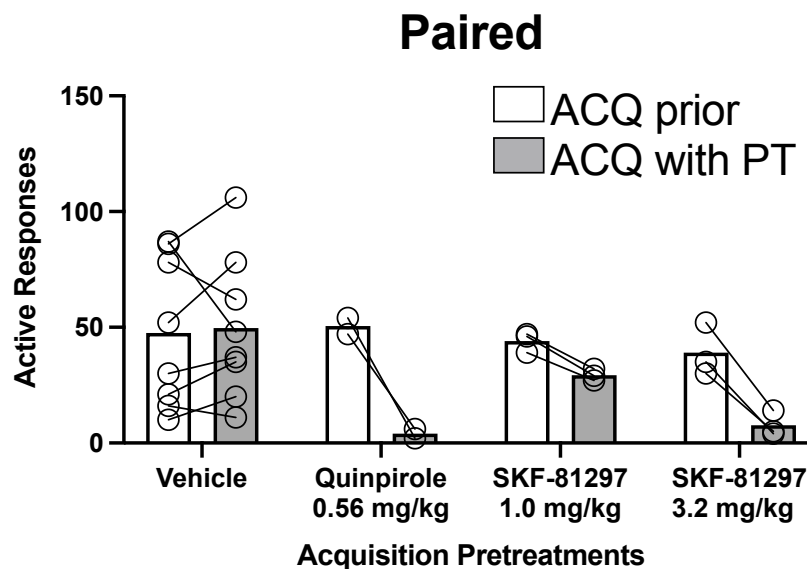 Paired
ACQ prior
ACQ with PT
Active Responses
150
100
50
0
Vehicle
Quinpirole
0.56 mg/kg
SKF-81297
1.0 mg/kg
SKF-81297
3.2 mg/kg
Acquisition Pretreatments